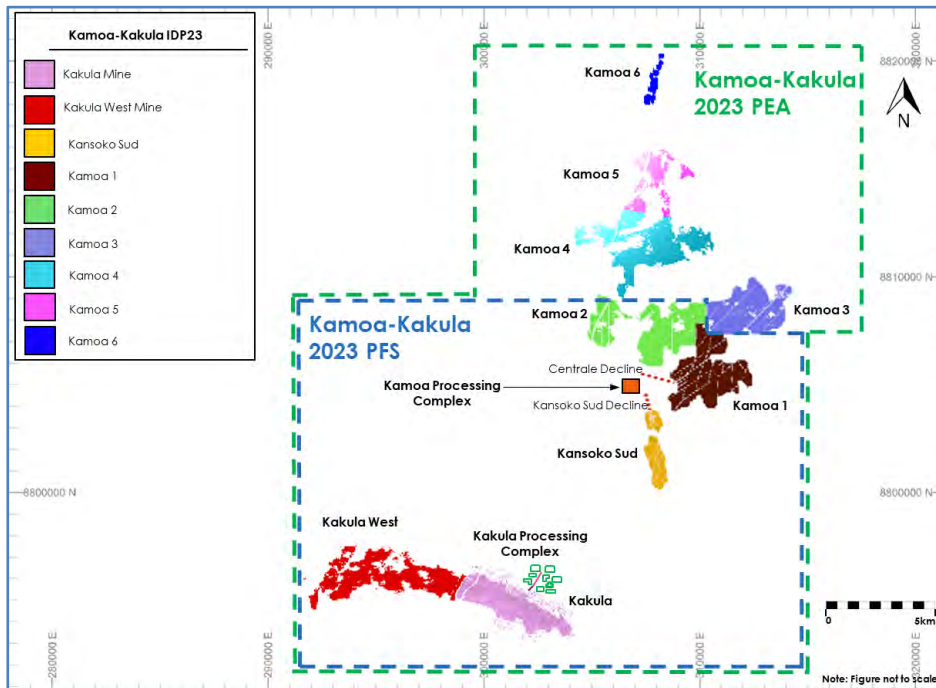 Kamoa-Kakula IDP23
Kakula Mine
Kakula West Mine
Kansoko Sud
Kamoa 1
Kamoa 2
Kamoa 3
Kamoa 4
Kamoa 5
Kamoa 6
290000 E
300000 E
310000 E
8820000 N
Kamoa 6
Kamoa-Kakula
2023 PEA
N
Kamoa 5
Kamoa 4
8810000 N
Kamoa 2
Kamoa 3
Kamoa-Kakula
2023 PFS
Centrale Decline
Kamoa Processing
Complex
Kansoko Sud Decline
Kamoa 1
Kansoko Sud
8800000 N
8800000 N
Kakula West
Kakula Processing
Complex
Kakula
0 5km
280000 E
290000 E
310000 E
Note: Figure not to scale